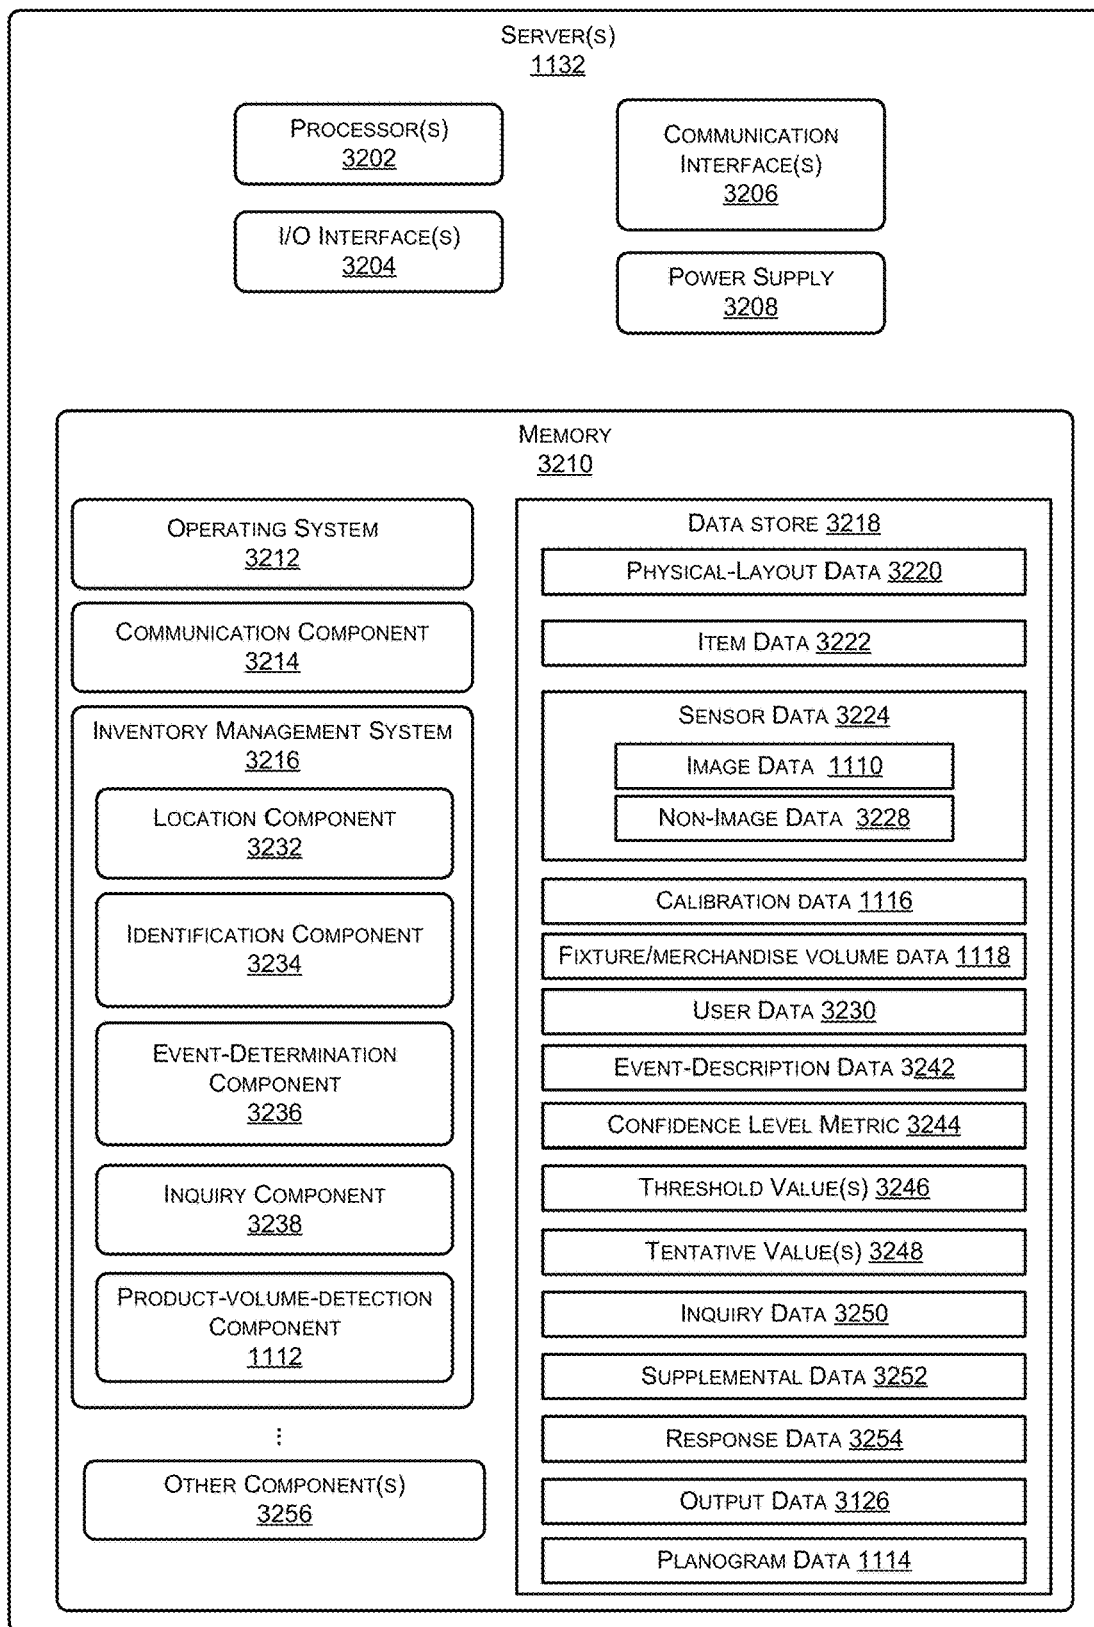 SERVER(S)
1132
PROCESSOR(S)
3202
I/O INTERFACE(S)
3204
COMMUNICATION
INTERFACE(S)
3206
POWER SUPPLY
3208
MEMORY
3210
OPERATING SYSTEM
3212
COMMUNICATION COMPONENT
3214
INVENTORY MANAGEMENT SYSTEM
3216
LOCATION COMPONENT
3232
IDENTIFICATION COMPONENT
3234
EVENT-DETERMINATION
COMPONENT
3236
INQUIRY COMPONENT
3238
PRODUCT-VOLUME-DETECTION
COMPONENT
1112
⋮
OTHER COMPONENT(S)
3256
DATA STORE 3218
PHYSICAL-LAYOUT DATA 3220
ITEM DATA 3222
SENSOR DATA 3224
IMAGE DATA 1110
NON-IMAGE DATA 3228
CALIBRATION DATA 1116
FIXTURE/MERCHANDISE VOLUME DATA 1118
USER DATA 3230
EVENT-DESCRIPTION DATA 3242
CONFIDENCE LEVEL METRIC 3244
THRESHOLD VALUE(S) 3246
TENTATIVE VALUE(S) 3248
INQUIRY DATA 3250
SUPPLEMENTAL DATA 3252
RESPONSE DATA 3254
OUTPUT DATA 3126
PLANOGRAM DATA 1114